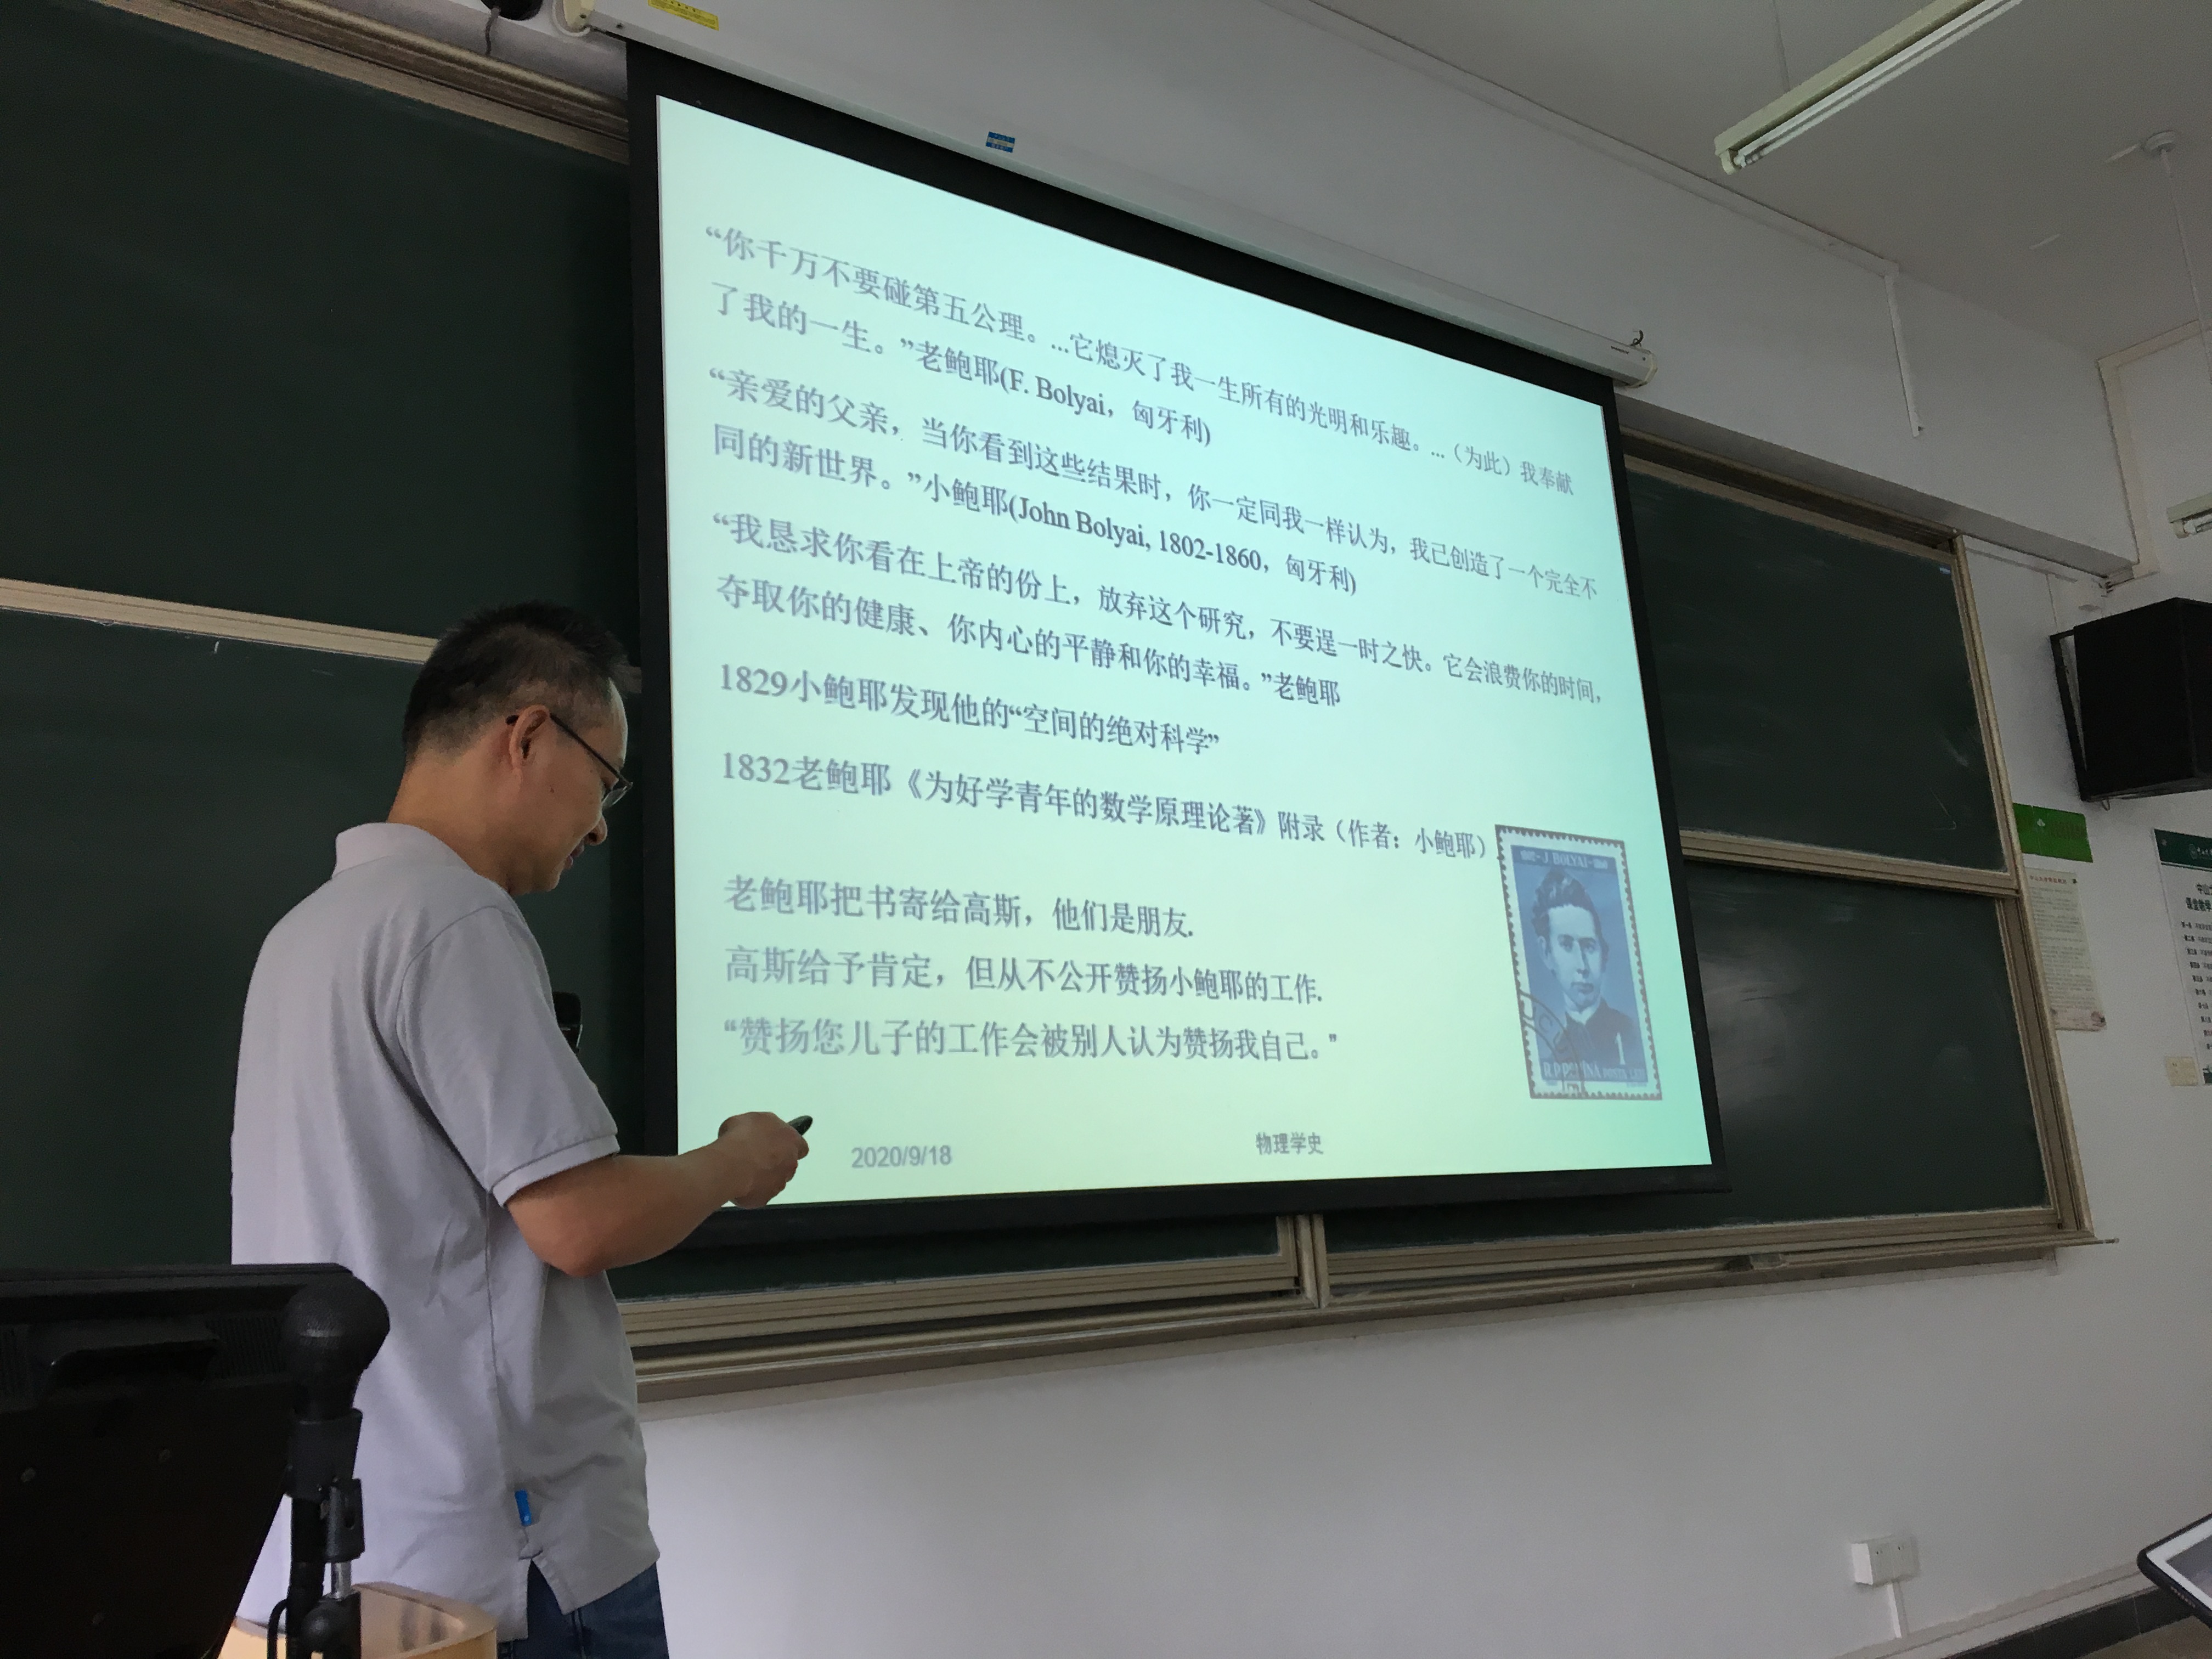 “你千万不要碰第五公理。...它熄灭了我一生所有的光明和乐趣。...（为此）我奉献
了我的一生。”老鲍耶(F. Bolyai，匈牙利)
“亲爱的父亲，当你看到这些结果时，你一定同我一样认为，我已创造了一个完全不
同的新世界。”小鲍耶(John Bolyai, 1802-1860，匈牙利)
“我恳求你看在上帝的份上，放弃这个研究，不要逞一时之快。它会浪费你的时间，
夺取你的健康、你内心的平静和你的幸福。”老鲍耶
1829小鲍耶发现他的“空间的绝对科学”
1832老鲍耶《为好学青年的数学原理论著》附录（作者：小鲍耶）
老鲍耶把书寄给高斯，他们是朋友.
高斯给予肯定，但从不公开赞扬小鲍耶的工作.
“赞扬您儿子的工作会被别人认为赞扬我自己。”
J BOLYAI
1
2020/9/18
物理学史